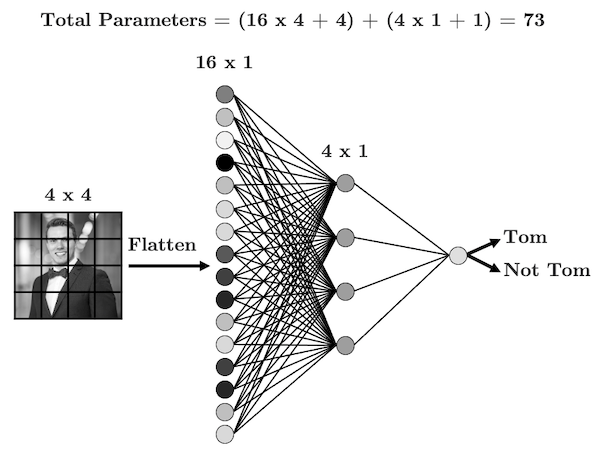 Total Parameters = (16 x 4 + 4) + (4 x 1 + 1) = 73
16 x 1
4 x 1
4 x 4
Flatten
Tom
Not Tom